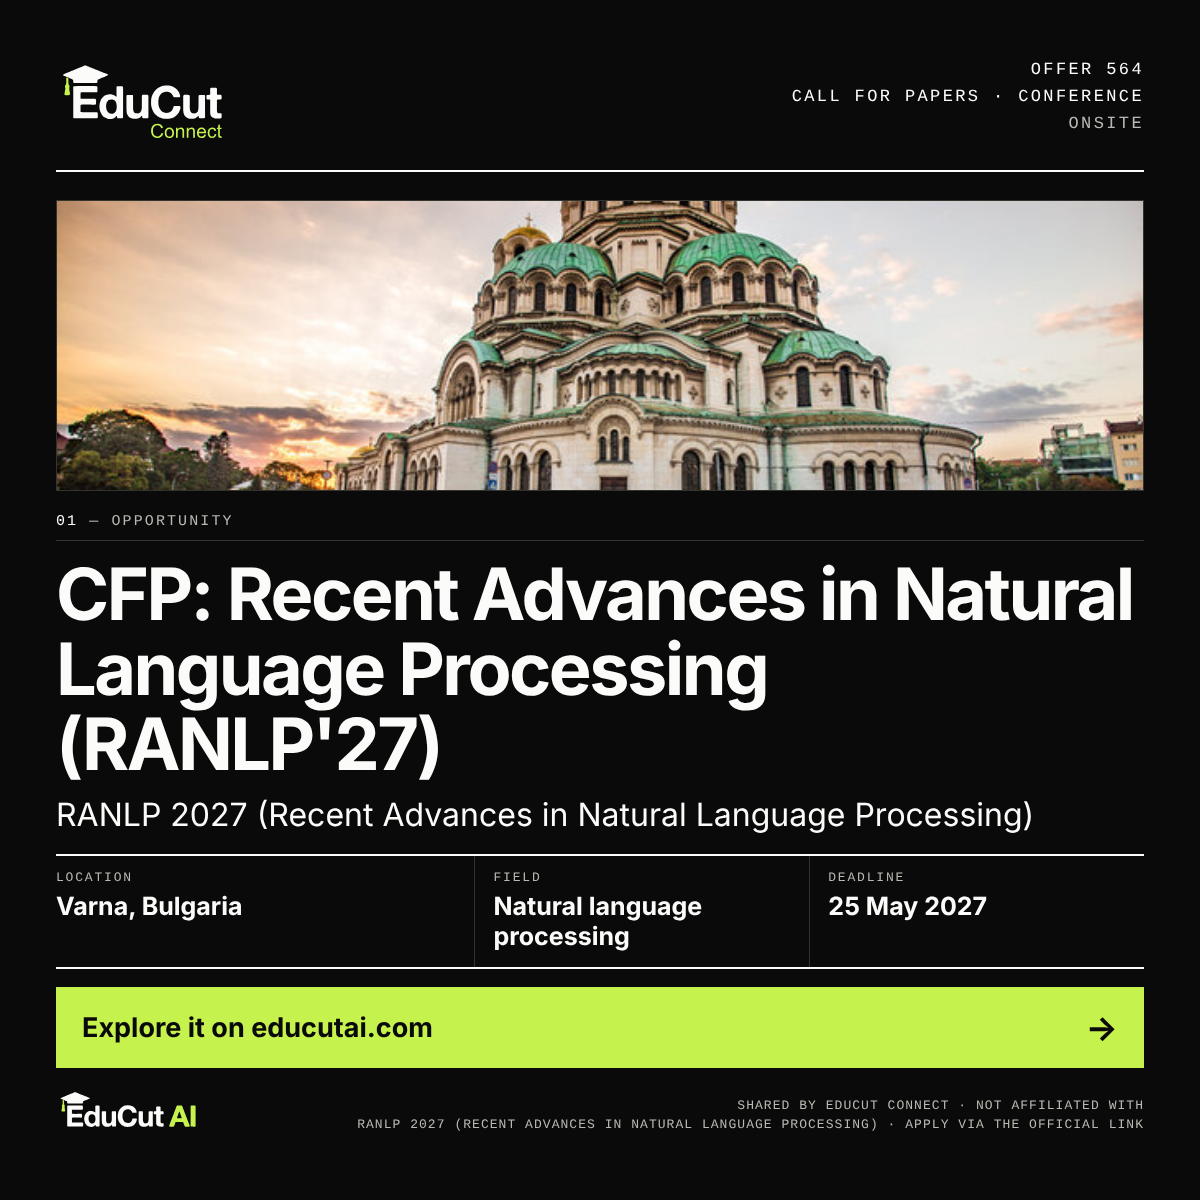 EduCut
Connect
OFFER 564
CALL FOR PAPERS · CONFERENCE
ONSITE
01 — OPPORTUNITY
CFP: Recent Advances in Natural
Language Processing
(RANLP'27)
RANLP 2027 (Recent Advances in Natural Language Processing)
LOCATION
Varna, Bulgaria
FIELD
Natural language
processing
DEADLINE
25 May 2027
Explore it on educutai.com →
EduCut AI
SHARED BY EDUCUT CONNECT · NOT AFFILIATED WITH
RANLP 2027 (RECENT ADVANCES IN NATURAL LANGUAGE PROCESSING) · APPLY VIA THE OFFICIAL LINK